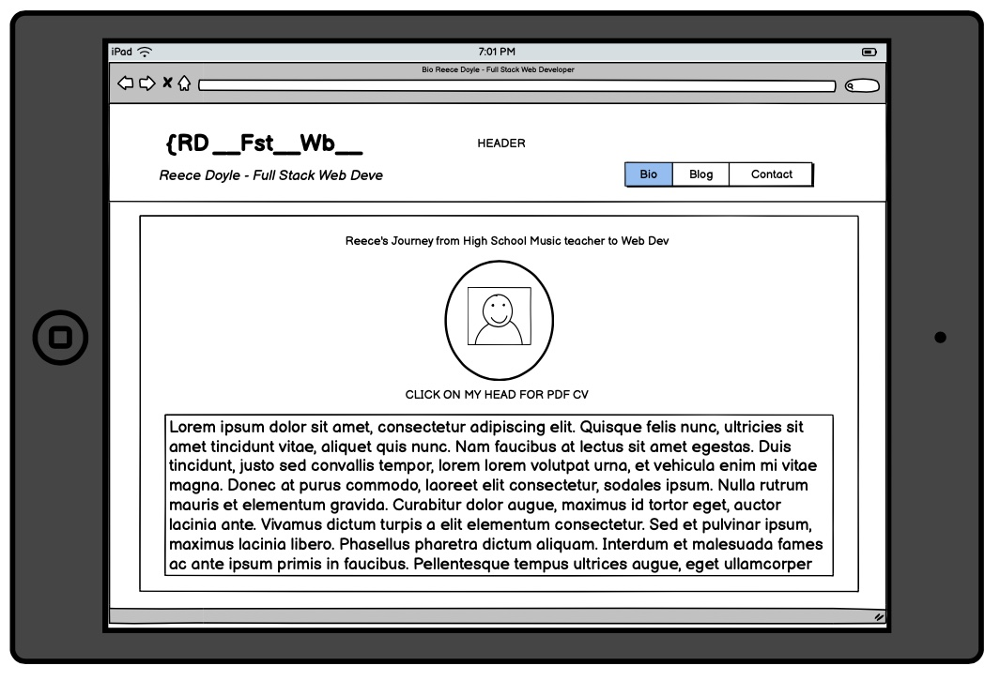 iPad
7:01 PM
Bio Reece Doyle - Full Stack Web Developer
{RD__Fst__Wb__
HEADER
Reece Doyle - Full Stack Web Deve
Bio Blog Contact
Reece's Journey from High School Music teacher to Web Dev
CLICK ON MY HEAD FOR PDF CV
Lorem ipsum dolor sit amet, consectetur adipiscing elit. Quisque felis nunc, ultricies sit
amet tincidunt vitae, aliquet quis nunc. Nam faucibus at lectus sit amet egestas. Duis
tincidunt, justo sed convallis tempor, lorem lorem volutpat urna, et vehicula enim mi vitae
magna. Donec at purus commodo, laoreet elit consectetur, sodales ipsum. Nulla rutrum
mauris et elementum gravida. Curabitur dolor augue, maximus id tortor eget, auctor
lacinia ante. Vivamus dictum turpis a elit elementum consectetur. Sed et pulvinar ipsum,
maximus lacinia libero. Phasellus pharetra dictum aliquam. Interdum et malesuada fames
ac ante ipsum primis in faucibus. Pellentesque tempus ultrices augue, eget ullamcorper